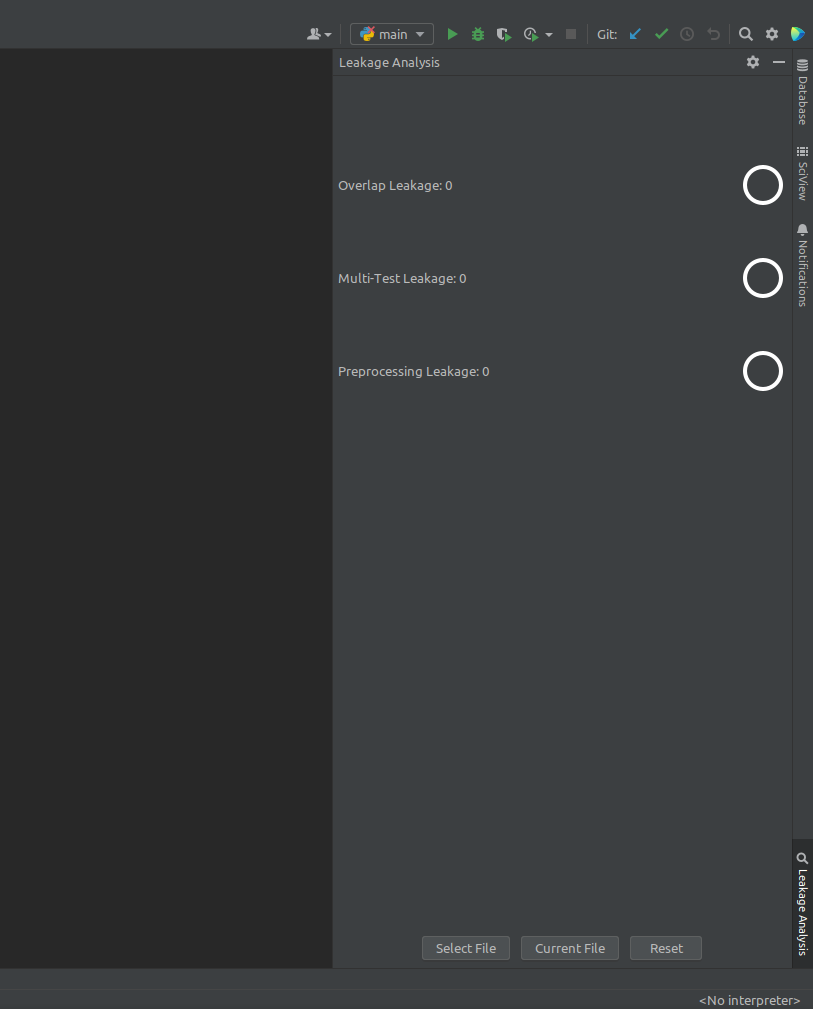 main
Git:
Leakage Analysis
Database
SciView
Notifications
Overlap Leakage: 0
Multi-Test Leakage: 0
Preprocessing Leakage: 0
Leakage Analysis
Select File
Current File
Reset
<No interpreter>